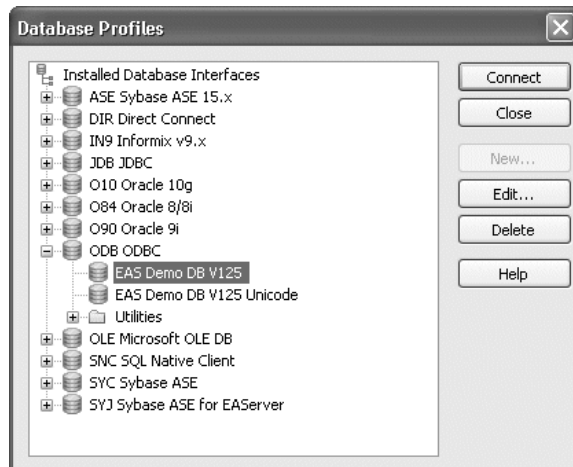 Database Profiles
Installed Database Interfaces
ASE Sybase ASE 15.x
DIR Direct Connect
IN9 Informix v9.x
JDB JDBC
O10 Oracle 10g
O84 Oracle 8/8i
O90 Oracle 9i
ODB ODBC
EAS Demo DB V125
EAS Demo DB V125 Unicode
Utilities
OLE Microsoft OLE DB
SNC SQL Native Client
SYC Sybase ASE
SYJ Sybase ASE for EAServer
Connect
Close
New...
Edit...
Delete
Help